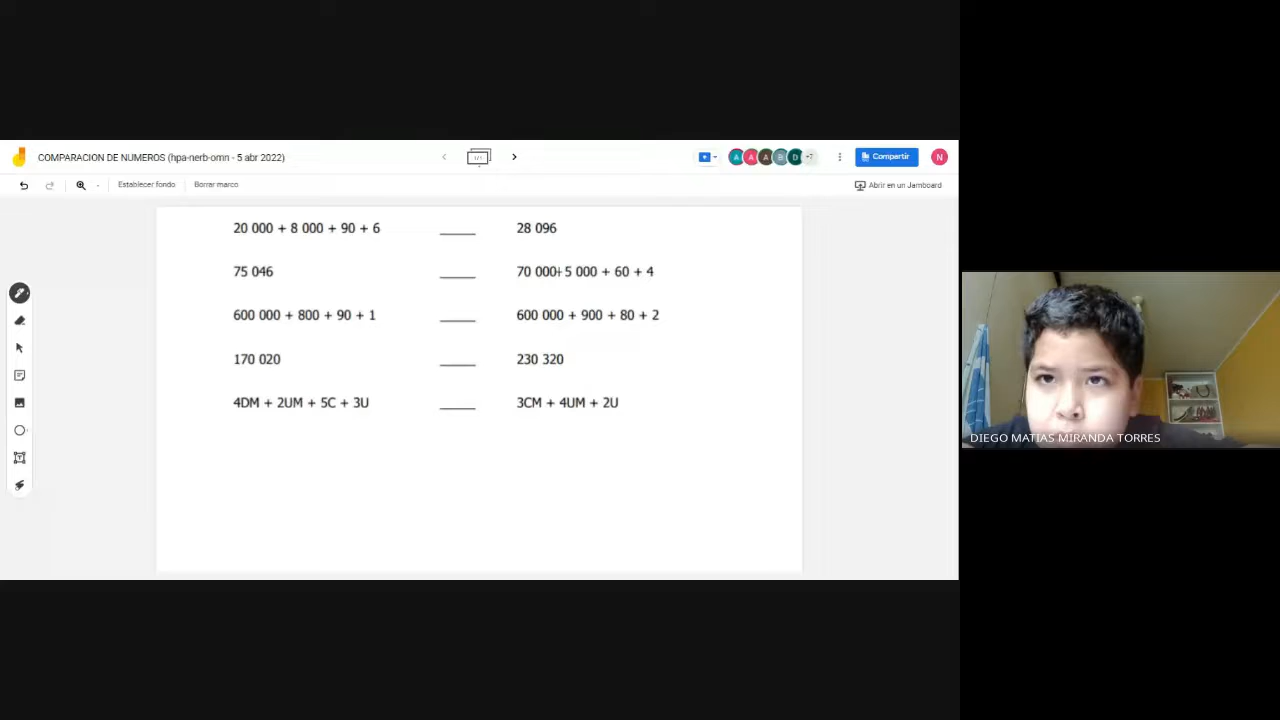 COMPARACION DE NUMEROS (hpa-nerb-omn - 5 abr 2022)
1/1
A A A B D +7
Compartir
N
Establecer fondo
Borrar marco
Abrir en un Jamboard
20 000 + 8 000 + 90 + 6 _____ 28 096
75 046 _____ 70 000+5 000 + 60 + 4
600 000 + 800 + 90 + 1 _____ 600 000 + 900 + 80 + 2
170 020 _____ 230 320
4DM + 2UM + 5C + 3U _____ 3CM + 4UM + 2U
DIEGO MATIAS MIRANDA TORRES